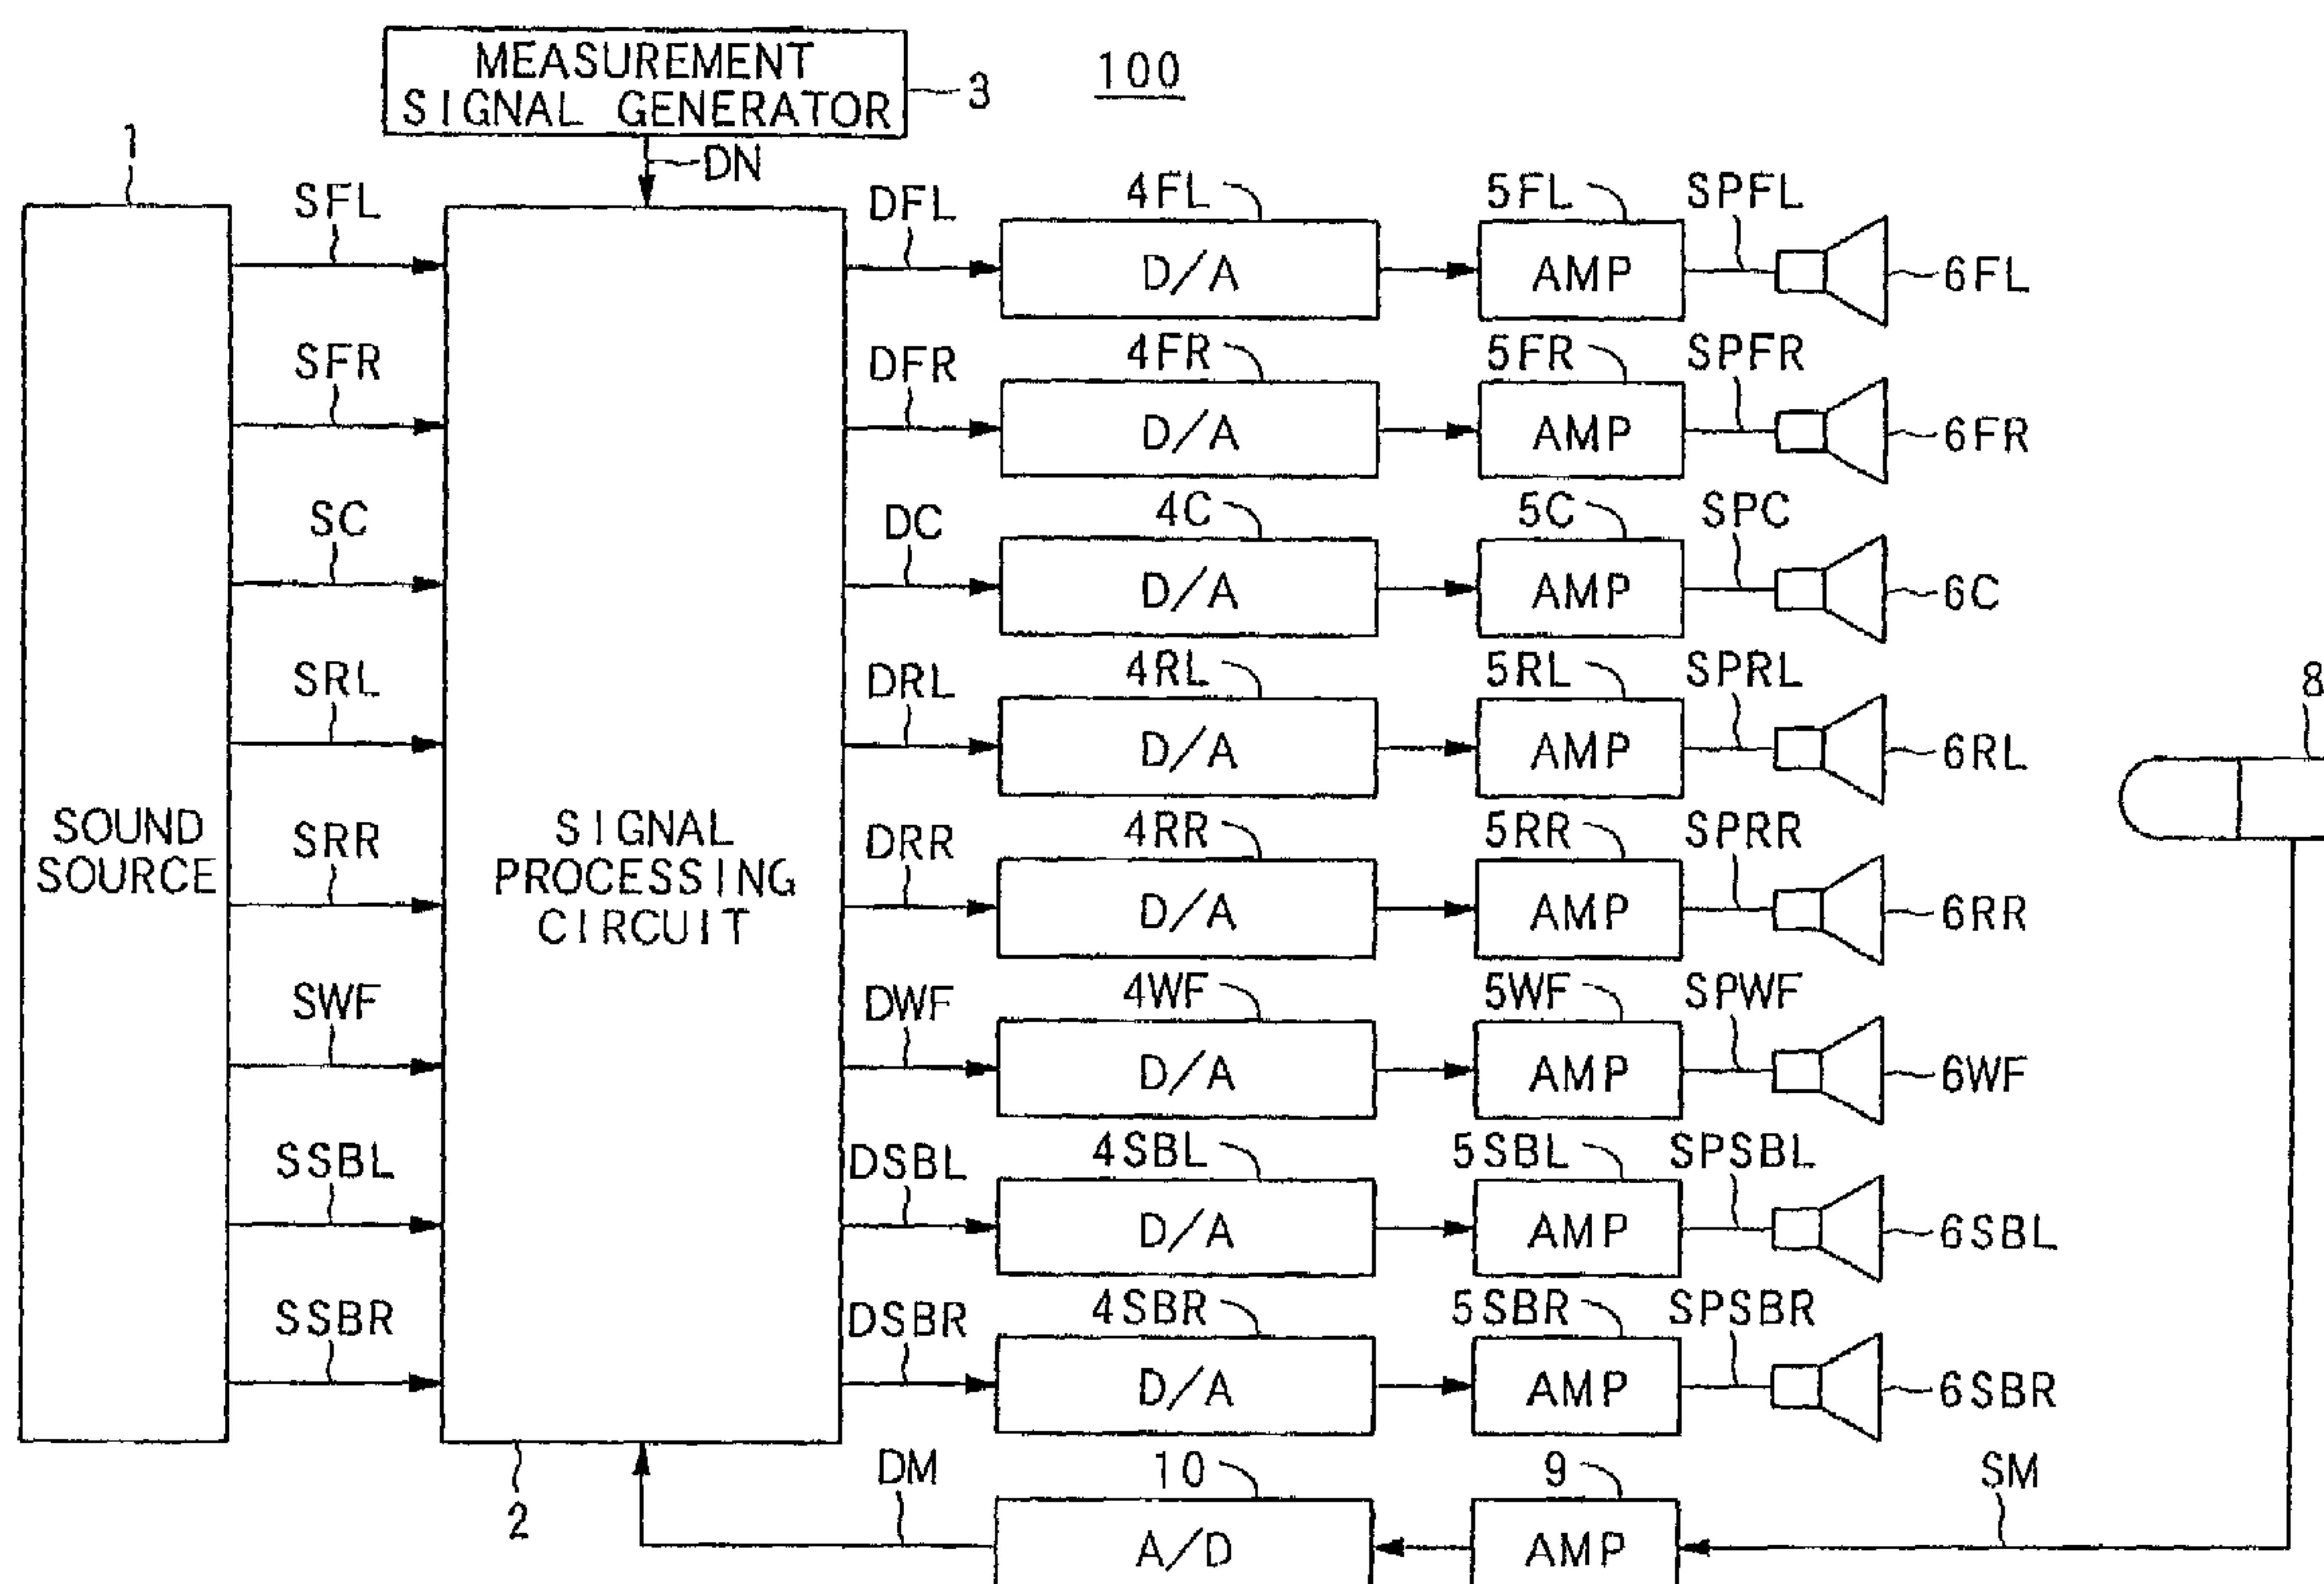 MEASUREMENT
SIGNAL GENERATOR
3
100
DN
1
SOUND
SOURCE
2
SIGNAL
PROCESSING
CIRCUIT
SFL
DFL
4FL
D/A
5FL
AMP
SPFL
6FL
SFR
DFR
4FR
D/A
5FR
AMP
SPFR
6FR
SC
DC
4C
D/A
5C
AMP
SPC
6C
SRL
DRL
4RL
D/A
5RL
AMP
SPRL
6RL
8
SRR
DRR
4RR
D/A
5RR
AMP
SPRR
6RR
SWF
DWF
4WF
D/A
5WF
AMP
SPWF
6WF
SSBL
DSBL
4SBL
D/A
5SBL
AMP
SPSBL
6SBL
SSBR
DSBR
4SBR
D/A
5SBR
AMP
SPSBR
6SBR
DM
10
A/D
9
AMP
SM